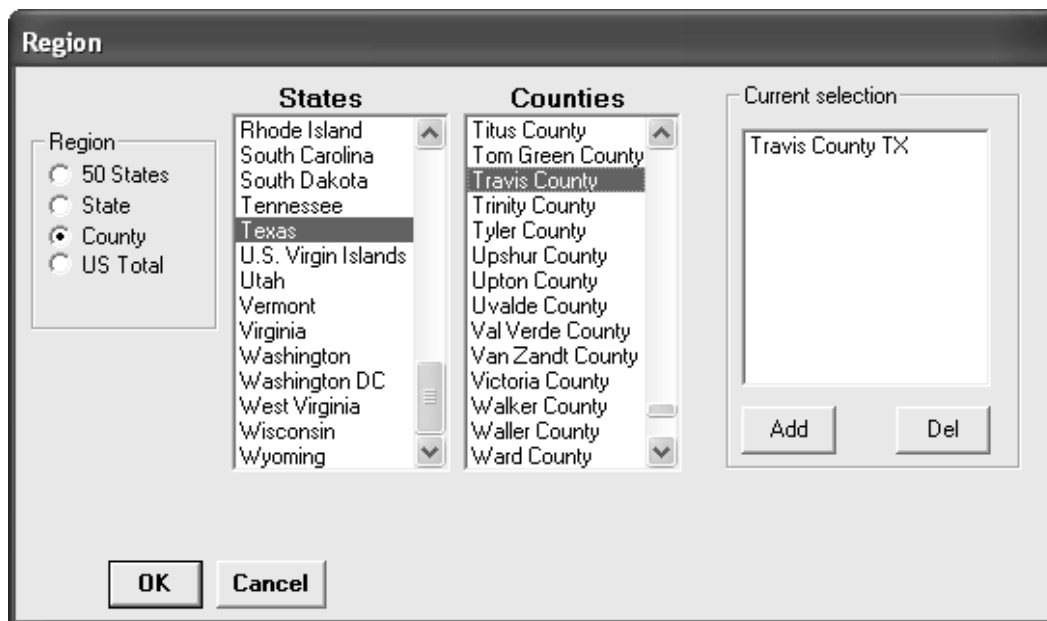 Region
Region
50 States
State
County
US Total
States
Rhode Island
South Carolina
South Dakota
Tennessee
Texas
U.S. Virgin Islands
Utah
Vermont
Virginia
Washington
Washington DC
West Virginia
Wisconsin
Wyoming
Counties
Titus County
Tom Green County
Travis County
Trinity County
Tyler County
Upshur County
Upton County
Uvalde County
Val Verde County
Van Zandt County
Victoria County
Walker County
Waller County
Ward County
Current selection
Travis County TX
Add
Del
OK
Cancel